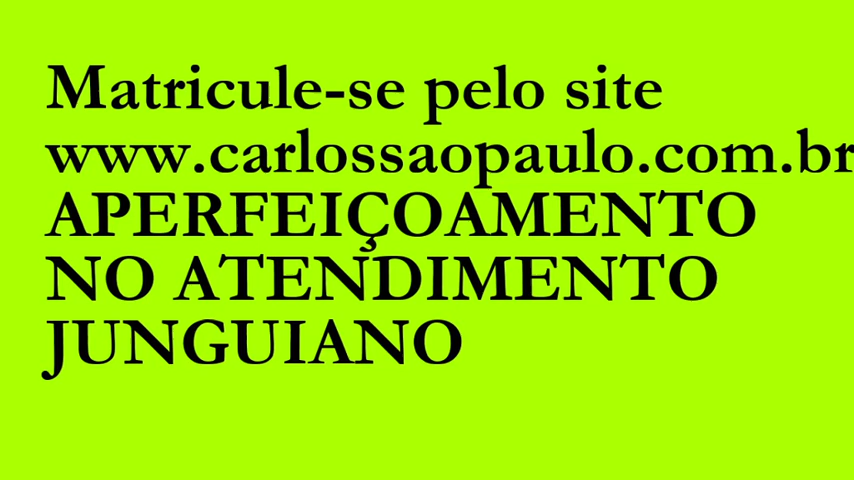 Matricule-se pelo site
www.carlossaopaulo.com.br
APERFEIÇOAMENTO
NO ATENDIMENTO
JUNGUIANO